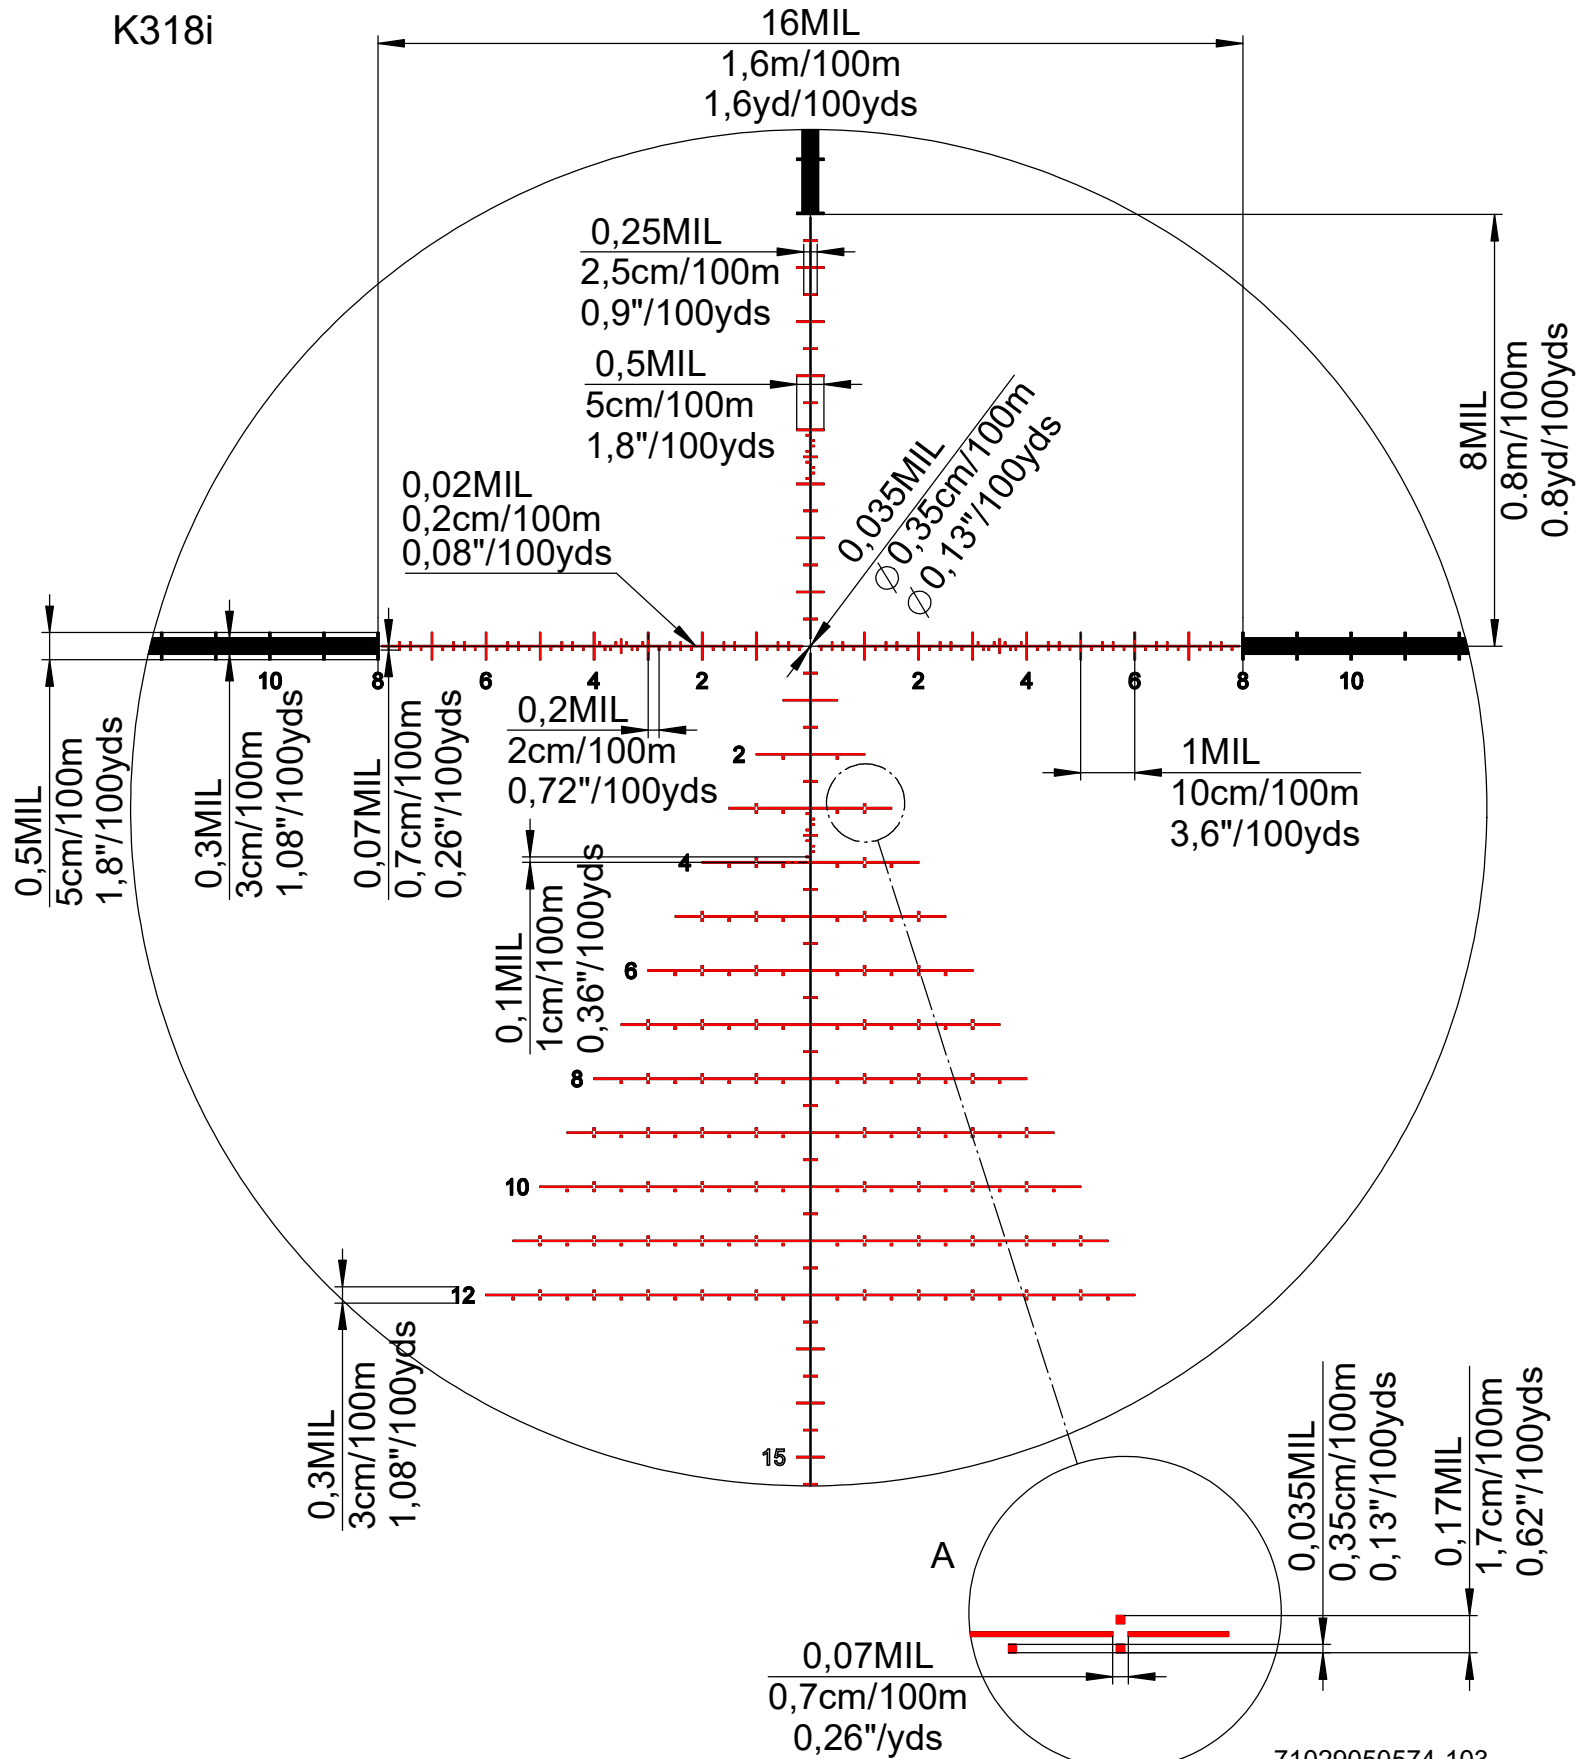 K318i
16MIL
1,6m/100m
1,6yd/100yds
0,25MIL
2,5cm/100m
0,9"/100yds
0,5MIL
5cm/100m
1,8"/100yds
8MIL
0.8m/100m
0.8yd/100yds
0,035MIL
⌀ 0,35cm/100m
⌀ 0,13"/100yds
0,02MIL
0,2cm/100m
0,08"/100yds
10 8 6 4 2 2 4 6 8 10
0,5MIL
5cm/100m
1,8"/100yds
0,3MIL
3cm/100m
1,08"/100yds
0,07MIL
0,7cm/100m
0,26"/100yds
0,2MIL
2cm/100m
0,72"/100yds
1MIL
10cm/100m
3,6"/100yds
2
4
0,1MIL
1cm/100m
0,36"/100yds
6
8
10
12
0,3MIL
3cm/100m
1,08"/100yds
15
A
0,035MIL
0,35cm/100m
0,13"/100yds
0,17MIL
1,7cm/100m
0,62"/100yds
0,07MIL
0,7cm/100m
0,26"/yds
71029050574-103